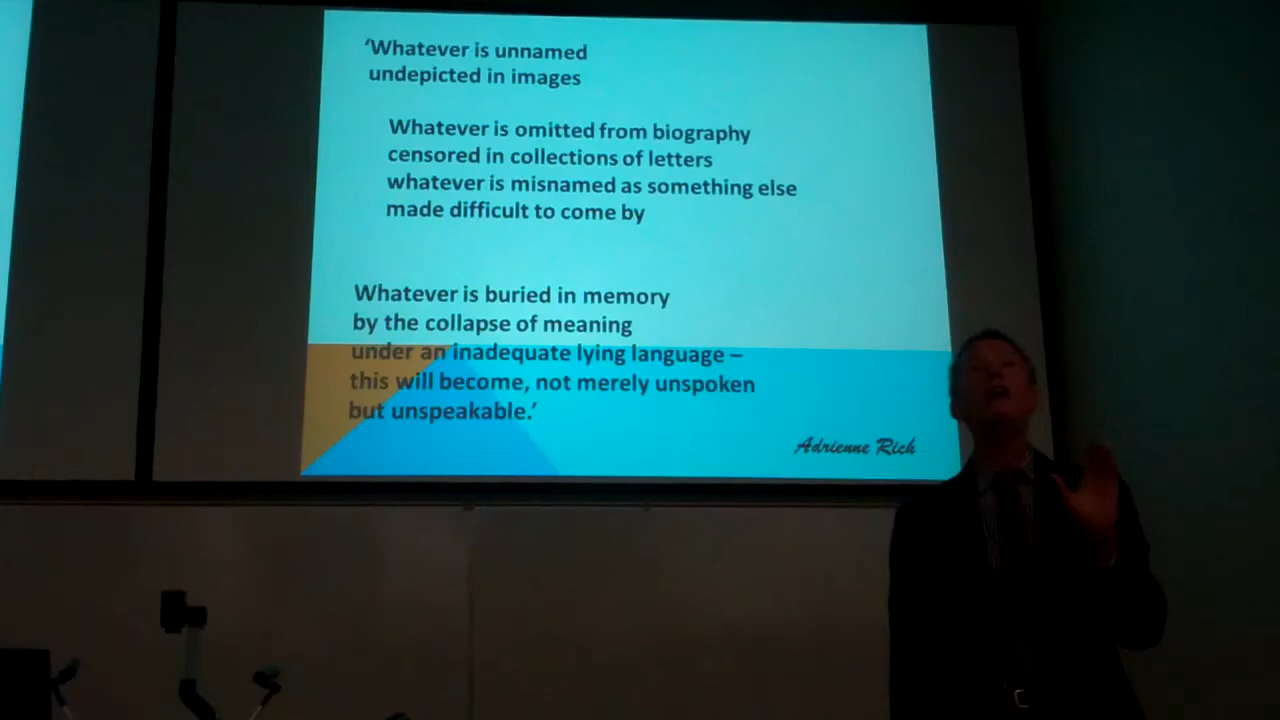 ‘Whatever is unnamed
undepicted in images
Whatever is omitted from biography
censored in collections of letters
whatever is misnamed as something else
made difficult to come by
Whatever is buried in memory
by the collapse of meaning
under an inadequate lying language –
this will become, not merely unspoken
but unspeakable.’
Adrienne Rich